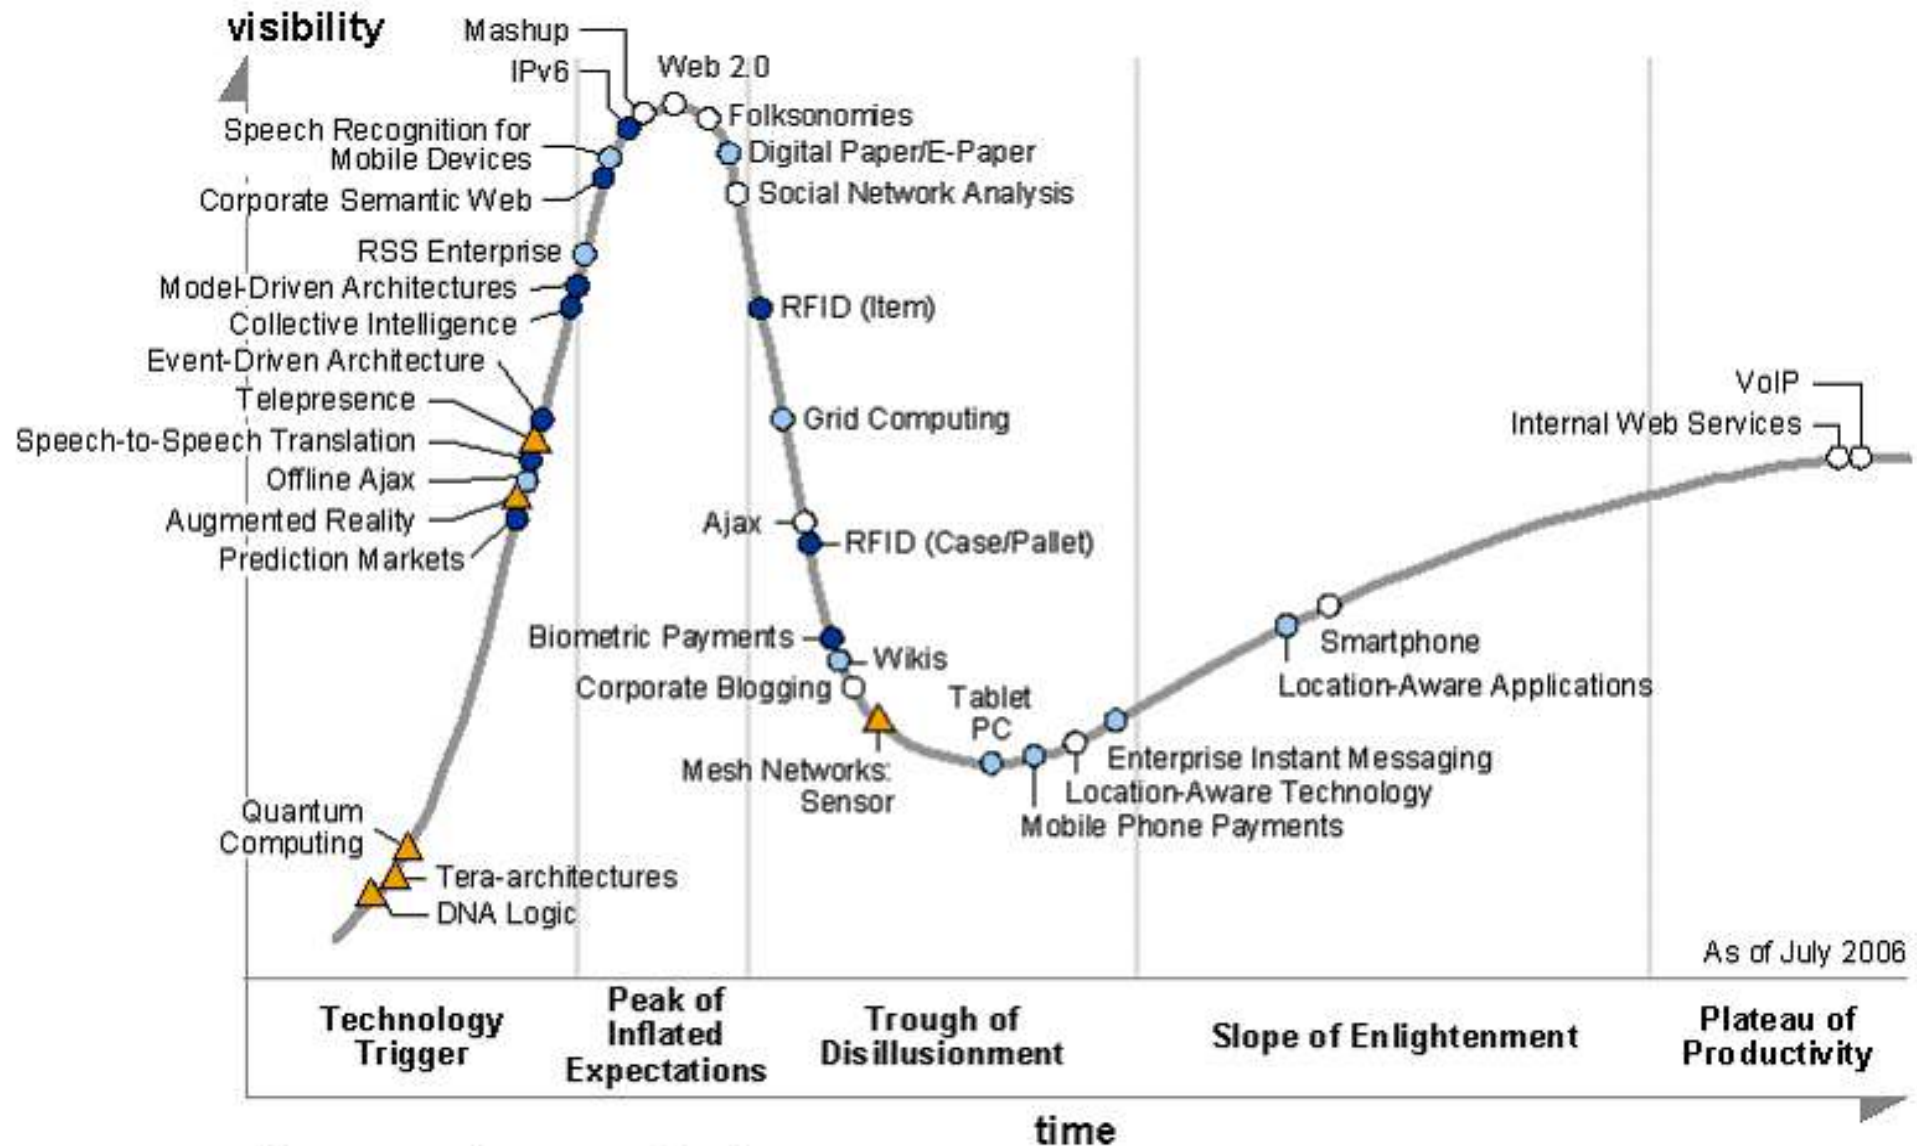 visibility
Mashup
IPv6
Web 2.0
Speech Recognition for
Mobile Devices
Folksonomies
Digital Paper/E-Paper
Corporate Semantic Web
Social Network Analysis
RSS Enterprise
Model-Driven Architectures
RFID (Item)
Collective Intelligence
Event-Driven Architecture
VoIP
Telepresence
Grid Computing
Internal Web Services
Speech-to-Speech Translation
Offline Ajax
Augmented Reality
Ajax
RFID (Case/Pallet)
Prediction Markets
Biometric Payments
Wikis
Smartphone
Corporate Blogging
Location-Aware Applications
Tablet
PC
Mesh Networks:
Sensor
Enterprise Instant Messaging
Location-Aware Technology
Mobile Phone Payments
Quantum
Computing
Tera-architectures
DNA Logic
As of July 2006
Technology
Trigger
Peak of
Inflated
Expectations
Trough of
Disillusionment
Slope of Enlightenment
Plateau of
Productivity
time